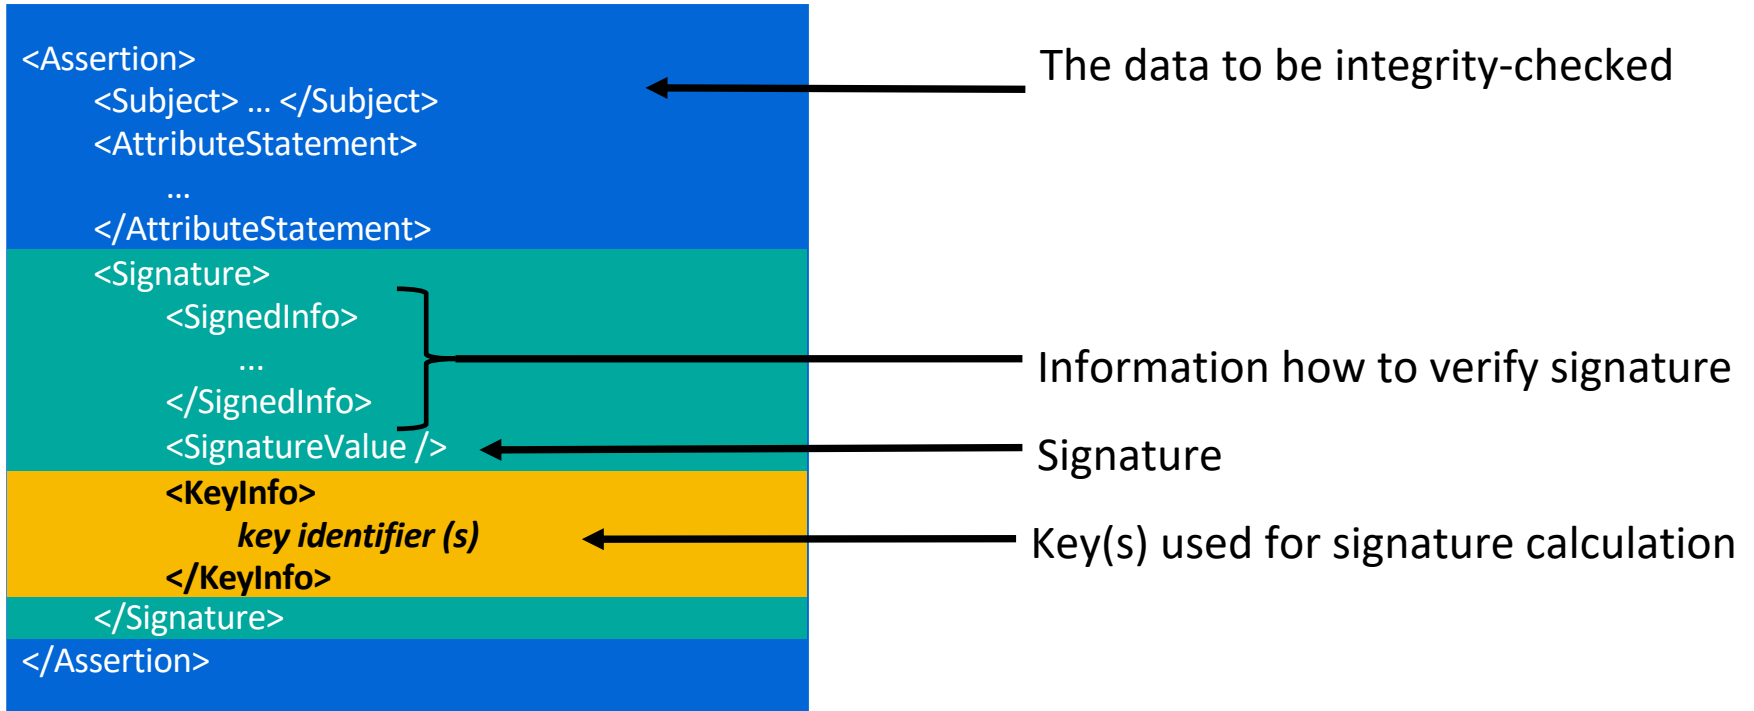 <Assertion>
<Subject> ... </Subject>
<AttributeStatement>
...
</AttributeStatement>
<Signature>
<SignedInfo>
...
</SignedInfo>
<SignatureValue />
<KeyInfo>
key identifier (s)
</KeyInfo>
</Signature>
</Assertion>
The data to be integrity-checked
Information how to verify signature
Signature
Key(s) used for signature calculation